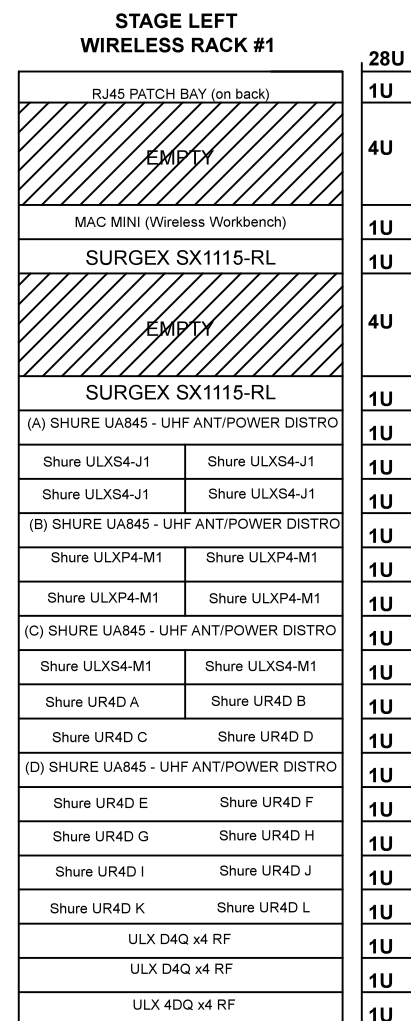 STAGE LEFT
WIRELESS RACK #1
28U
RJ45 PATCH BAY (on back) 1U
EMPTY 4U
MAC MINI (Wireless Workbench) 1U
SURGEX SX1115-RL 1U
EMPTY 4U
SURGEX SX1115-RL 1U
(A) SHURE UA845 - UHF ANT/POWER DISTRO 1U
Shure ULXS4-J1 Shure ULXS4-J1 1U
Shure ULXS4-J1 Shure ULXS4-J1 1U
(B) SHURE UA845 - UHF ANT/POWER DISTRO 1U
Shure ULXP4-M1 Shure ULXP4-M1 1U
Shure ULXP4-M1 Shure ULXP4-M1 1U
(C) SHURE UA845 - UHF ANT/POWER DISTRO 1U
Shure ULXS4-M1 Shure ULXS4-M1 1U
Shure UR4D A Shure UR4D B 1U
Shure UR4D C Shure UR4D D 1U
(D) SHURE UA845 - UHF ANT/POWER DISTRO 1U
Shure UR4D E Shure UR4D F 1U
Shure UR4D G Shure UR4D H 1U
Shure UR4D I Shure UR4D J 1U
Shure UR4D K Shure UR4D L 1U
ULX D4Q x4 RF 1U
ULX D4Q x4 RF 1U
ULX 4DQ x4 RF 1U